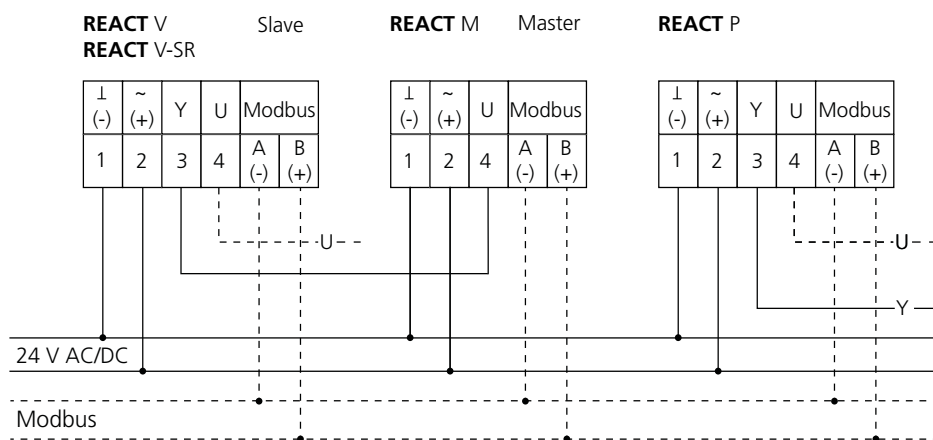 REACT V Slave REACT M Master REACT P
REACT V-SR
⊥ ~ Y U Modbus
(-) (+)
1 2 3 4 A B
(-) (+)
⊥ ~ U Modbus
(-) (+)
1 2 4 A B
(-) (+)
⊥ ~ Y U Modbus
(-) (+)
1 2 3 4 A B
(-) (+)
U
U
Y
24 V AC/DC
Modbus